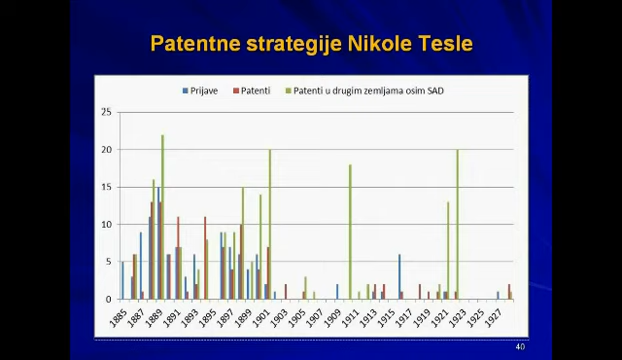 Patentne strategije Nikole Tesle
Prijave Patenti Patenti u drugim zemljama osim SAD
25
20
15
10
5
0
1885 1887 1889 1891 1893 1895 1897 1899 1901 1903 1905 1907 1909 1911 1913 1915 1917 1919 1921 1923 1925 1927
40